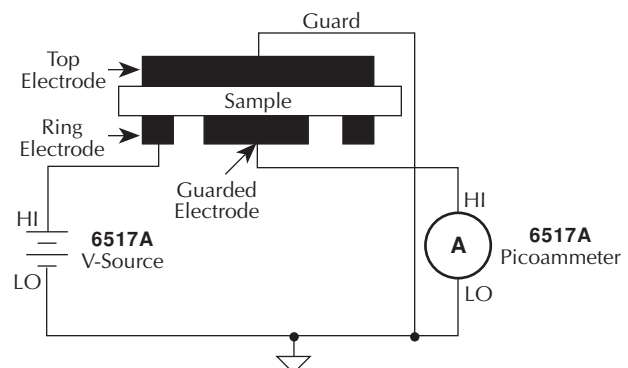 Guard
Top
Electrode
Sample
Ring
Electrode
Guarded
Electrode
HI
6517A
V-Source
LO
HI
A
6517A
Picoammeter
LO